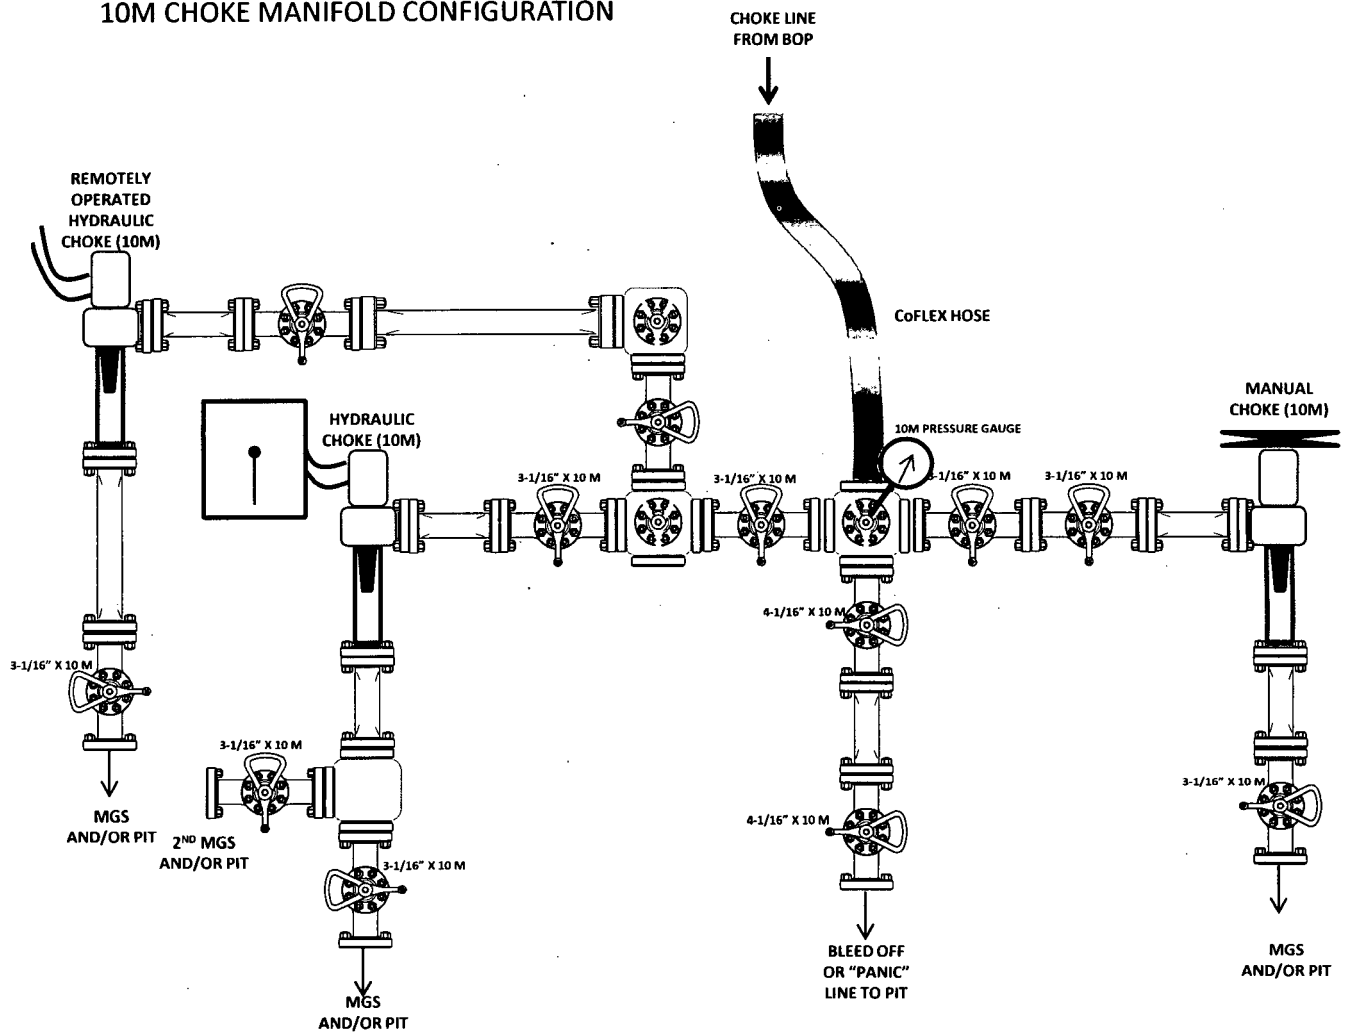 10M CHOKE MANIFOLD CONFIGURATION
CHOKE LINE
FROM BOP
REMOTELY
OPERATED
HYDRAULIC
CHOKE (10M)
CoFLEX HOSE
MANUAL
CHOKE (10M)
HYDRAULIC
CHOKE (10M)
10M PRESSURE GAUGE
3-1/16" X 10 M
3-1/16" X 10 M
3-1/16" X 10 M
3-1/16" X 10 M
4-1/16" X 10 M
3-1/16" X 10 M
3-1/16" X 10 M
3-1/16" X 10 M
4-1/16" X 10 M
3-1/16" X 10 M
MGS
AND/OR PIT
2ND MGS
AND/OR PIT
BLEED OFF
OR "PANIC"
LINE TO PIT
MGS
AND/OR PIT
MGS
AND/OR PIT